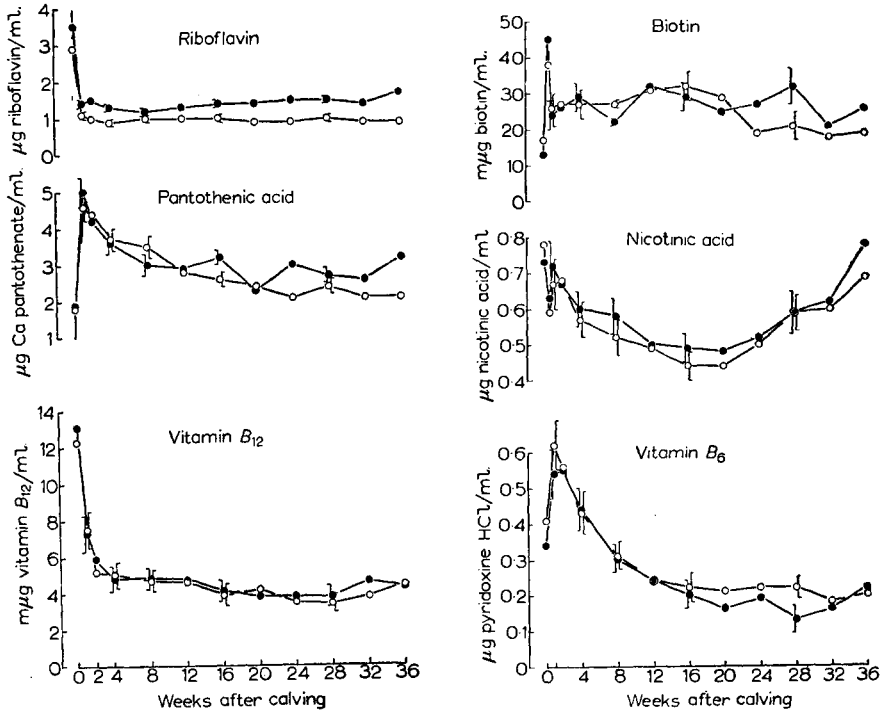 Riboflavin
µg riboflavin/ml.
4
3
2
1
0
Biotin
mµg biotin/ml.
50
40
30
20
10
0
Pantothenic acid
µg Ca pantothenate/ml.
5
4
3
2
1
Nicotinic acid
µg nicotinic acid/ml
0·8
0·7
0·6
0·5
0·4
Vitamin B12
mµg vitamin B12/ml.
14
12
10
8
6
4
2
0
0 2 4 8 12 16 20 24 28 32 36
Weeks after calving
Vitamin B6
µg pyridoxine HCl/ml.
0·6
0·5
0·4
0·3
0·2
0·1
0
0 2 4 8 12 16 20 24 28 32 36
Weeks after calving